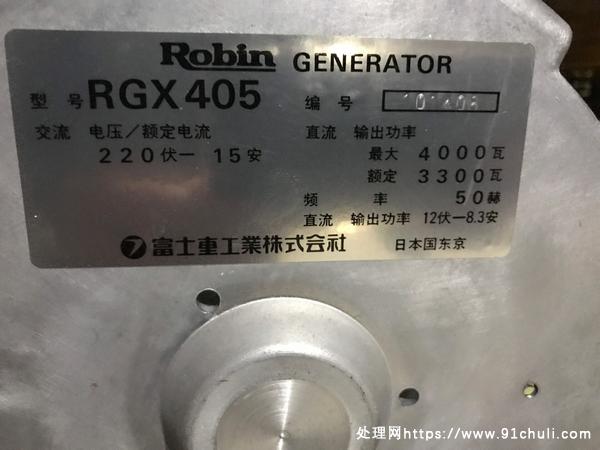 Robin GENERATOR
型号 RGX405 编号 101405
交流 电压／额定电流 直流 输出功率
220伏一 15安 最大 4000瓦
额定 3300瓦
频率 50赫
直流 输出功率 12伏一8.3安
富士重工業株式会社 日本国东京
处理网https://www.91chuli.com